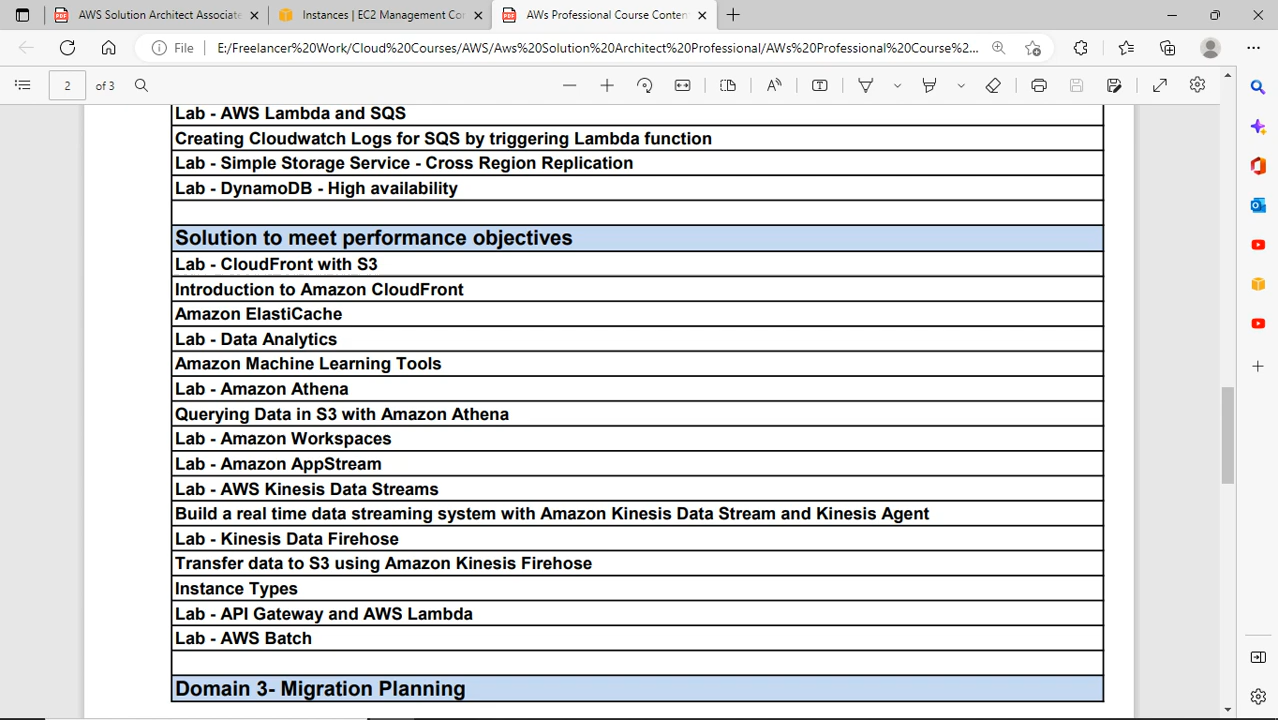 AWS Solution Architect Associate
Instances | EC2 Management Con
AWs Professional Course Conten
File
E:/Freelancer%20Work/Cloud%20Courses/AWS/Aws%20Solution%20Architect%20Professional/AWs%20Professional%20Course%2...
2
of 3
Lab - AWS Lambda and SQS
Creating Cloudwatch Logs for SQS by triggering Lambda function
Lab - Simple Storage Service - Cross Region Replication
Lab - DynamoDB - High availability
Solution to meet performance objectives
Lab - CloudFront with S3
Introduction to Amazon CloudFront
Amazon ElastiCache
Lab - Data Analytics
Amazon Machine Learning Tools
Lab - Amazon Athena
Querying Data in S3 with Amazon Athena
Lab - Amazon Workspaces
Lab - Amazon AppStream
Lab - AWS Kinesis Data Streams
Build a real time data streaming system with Amazon Kinesis Data Stream and Kinesis Agent
Lab - Kinesis Data Firehose
Transfer data to S3 using Amazon Kinesis Firehose
Instance Types
Lab - API Gateway and AWS Lambda
Lab - AWS Batch
Domain 3- Migration Planning